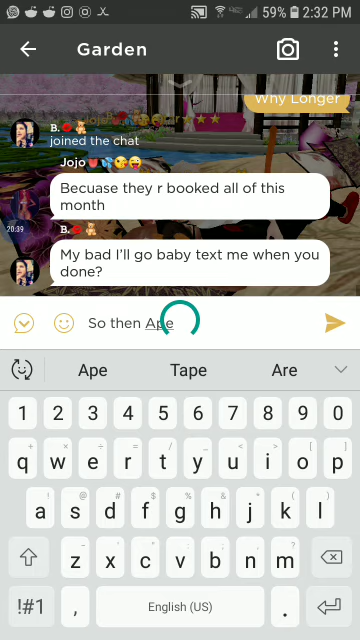 59% 2:32 PM
Garden
Why Longer
B.
joined the chat
Jojo
Becuase they r booked all of this
month
20:39
B.
My bad I'll go baby text me when you
done?
So then Ape
Ape Tape Are
1 2 3 4 5 6 7 8 9 0
+ × ÷ = / _ < > [ ]
q w e r t y u i o p
! @ # $ % ^ & * ( )
a s d f g h j k l
- ' " : ; , ?
z x c v b n m
!#1 , English (US) .